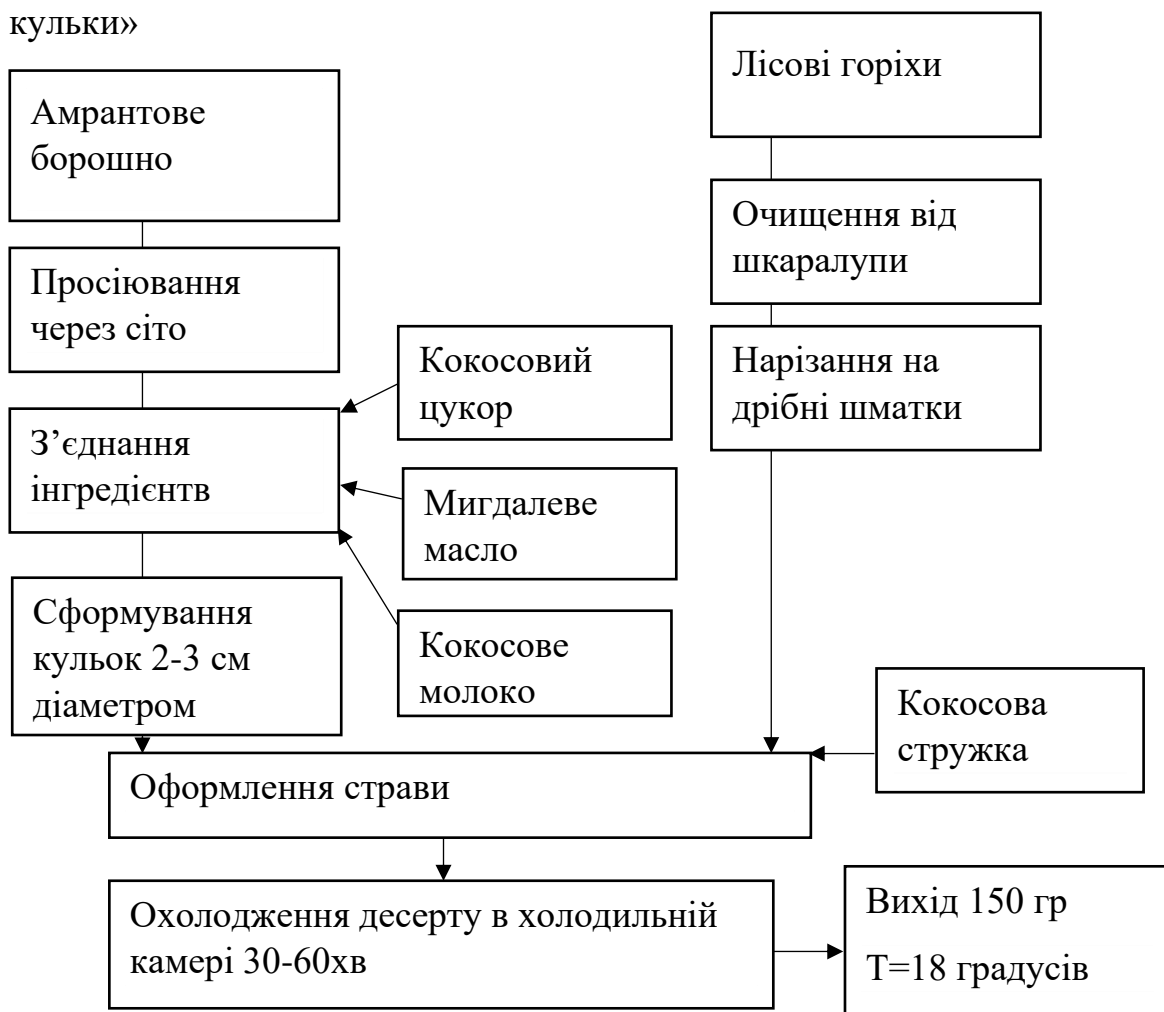 кульки»
Амрантове
борошно
Просіювання
через сіто
З’єднання
інгредієнтв
Сформування
кульок 2-3 см
діаметром
Кокосовий
цукор
Мигдалеве
масло
Кокосове
молоко
Лісові горіхи
Очищення від
шкаралупи
Нарізання на
дрібні шматки
Кокосова
стружка
Оформлення страви
Охолодження десерту в холодильній
камері 30-60хв
Вихід 150 гр
Т=18 градусів